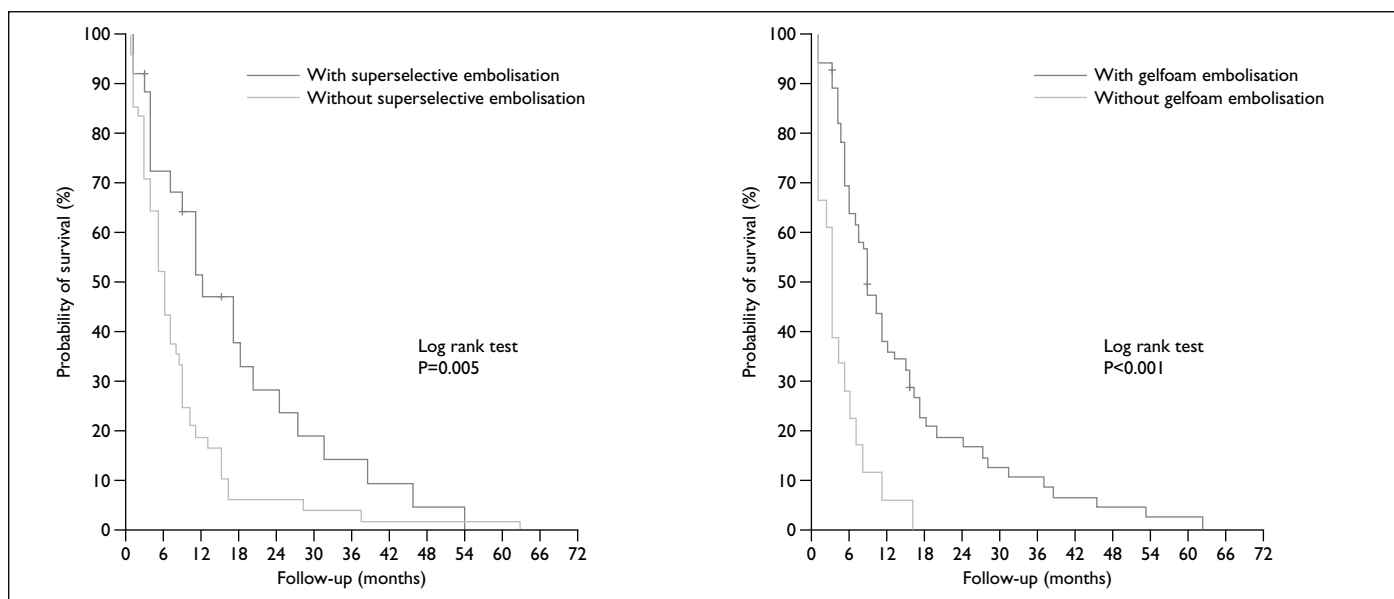 Probability of survival (%)
100
90
80
70
60
50
40
30
20
10
0
With superselective embolisation
Without superselective embolisation
Log rank test
P=0.005
0 6 12 18 24 30 36 42 48 54 60 66 72
Follow-up (months)
Probability of survival (%)
100
90
80
70
60
50
40
30
20
10
0
With gelfoam embolisation
Without gelfoam embolisation
Log rank test
P<0.001
0 6 12 18 24 30 36 42 48 54 60 66 72
Follow-up (months)